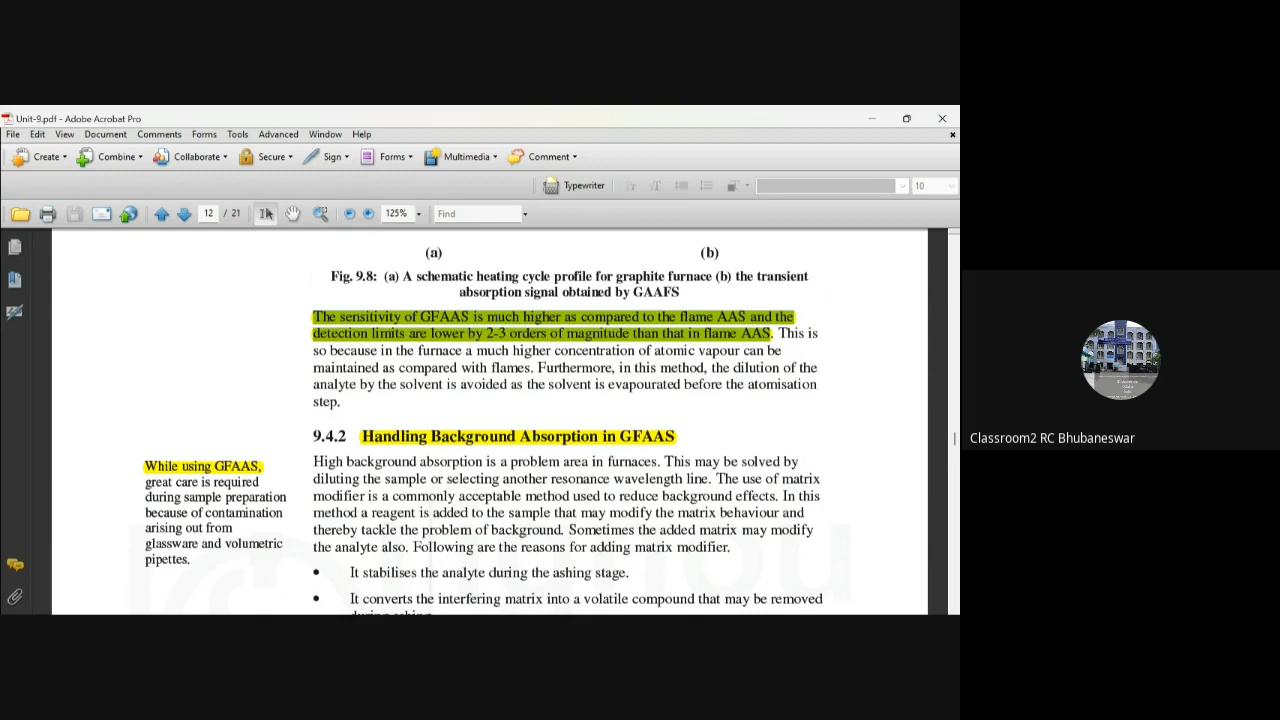 Unit-9.pdf - Adobe Acrobat Pro
File Edit View Document Comments Forms Tools Advanced Window Help
Create Combine Collaborate Secure Sign Forms Multimedia Comment
Typewriter 10
12 / 21 125% Find
(a) (b)
Fig. 9.8: (a) A schematic heating cycle profile for graphite furnace (b) the transient
absorption signal obtained by GAAFS
The sensitivity of GFAAS is much higher as compared to the flame AAS and the
detection limits are lower by 2-3 orders of magnitude than that in flame AAS. This is
so because in the furnace a much higher concentration of atomic vapour can be
maintained as compared with flames. Furthermore, in this method, the dilution of the
analyte by the solvent is avoided as the solvent is evapourated before the atomisation
step.
9.4.2 Handling Background Absorption in GFAAS
While using GFAAS,
great care is required
during sample preparation
because of contamination
arising out from
glassware and volumetric
pipettes.
High background absorption is a problem area in furnaces. This may be solved by
diluting the sample or selecting another resonance wavelength line. The use of matrix
modifier is a commonly acceptable method used to reduce background effects. In this
method a reagent is added to the sample that may modify the matrix behaviour and
thereby tackle the problem of background. Sometimes the added matrix may modify
the analyte also. Following are the reasons for adding matrix modifier.
• It stabilises the analyte during the ashing stage.
• It converts the interfering matrix into a volatile compound that may be removed
Classroom2 RC Bhubaneswar